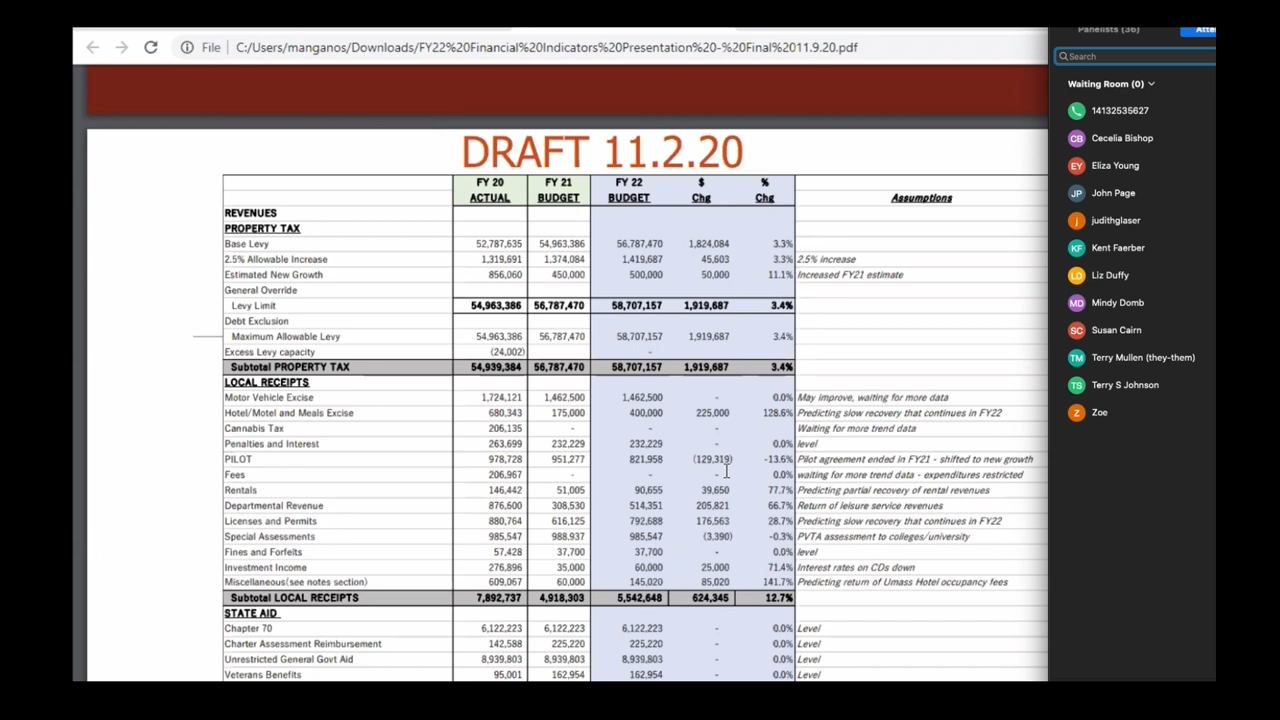 File | C:/Users/manganos/Downloads/FY22%20Financial%20Indicators%20Presentation%20-%20Final%2011.9.20.pdf
DRAFT 11.2.20
FY 20 FY 21 FY 22 $ %
ACTUAL BUDGET BUDGET Chg Chg Assumptions
REVENUES
PROPERTY TAX
Base Levy 52,787,635 54,963,386 56,787,470 1,824,084 3.3%
2.5% Allowable Increase 1,319,691 1,374,084 1,419,687 45,603 3.3% 2.5% increase
Estimated New Growth 856,060 450,000 500,000 50,000 11.1% Increased FY21 estimate
General Override
Levy Limit 54,963,386 56,787,470 58,707,157 1,919,687 3.4%
Debt Exclusion
Maximum Allowable Levy 54,963,386 56,787,470 58,707,157 1,919,687 3.4%
Excess Levy capacity (24,002) -
Subtotal PROPERTY TAX 54,939,384 56,787,470 58,707,157 1,919,687 3.4%
LOCAL RECEIPTS
Motor Vehicle Excise 1,724,121 1,462,500 1,462,500 - 0.0% May improve, waiting for more data
Hotel/Motel and Meals Excise 680,343 175,000 400,000 225,000 128.6% Predicting slow recovery that continues in FY22
Cannabis Tax 206,135 - - - Waiting for more trend data
Penalties and Interest 263,699 232,229 232,229 - 0.0% level
PILOT 978,728 951,277 821,958 (129,319) -13.6% Pilot agreement ended in FY21 - shifted to new growth
Fees 206,967 - - - 0.0% waiting for more trend data - expenditures restricted
Rentals 146,442 51,005 90,655 39,650 77.7% Predicting partial recovery of rental revenues
Departmental Revenue 876,600 308,530 514,351 205,821 66.7% Return of leisure service revenues
Licenses and Permits 880,764 616,125 792,688 176,563 28.7% Predicting slow recovery that continues in FY22
Special Assessments 985,547 988,937 985,547 (3,390) -0.3% PVTA assessment to colleges/university
Fines and Forfeits 57,428 37,700 37,700 - 0.0% level
Investment Income 276,896 35,000 60,000 25,000 71.4% Interest rates on CDs down
Miscellaneous(see notes section) 609,067 60,000 145,020 85,020 141.7% Predicting return of Umass Hotel occupancy fees
Subtotal LOCAL RECEIPTS 7,892,737 4,918,303 5,542,648 624,345 12.7%
STATE AID
Chapter 70 6,122,223 6,122,223 6,122,223 - 0.0% Level
Charter Assessment Reimbursement 142,588 225,220 225,220 - 0.0% Level
Unrestricted General Govt Aid 8,939,803 8,939,803 8,939,803 - 0.0% Level
Veterans Benefits 95,001 162,954 162,954 - 0.0% Level
Panelists (36)
Search
Waiting Room (0)
14132535627
CB Cecelia Bishop
EY Eliza Young
JP John Page
j judithglaser
KF Kent Faerber
LD Liz Duffy
MD Mindy Domb
SC Susan Cairn
TM Terry Mullen (they-them)
TS Terry S Johnson
Z Zoe